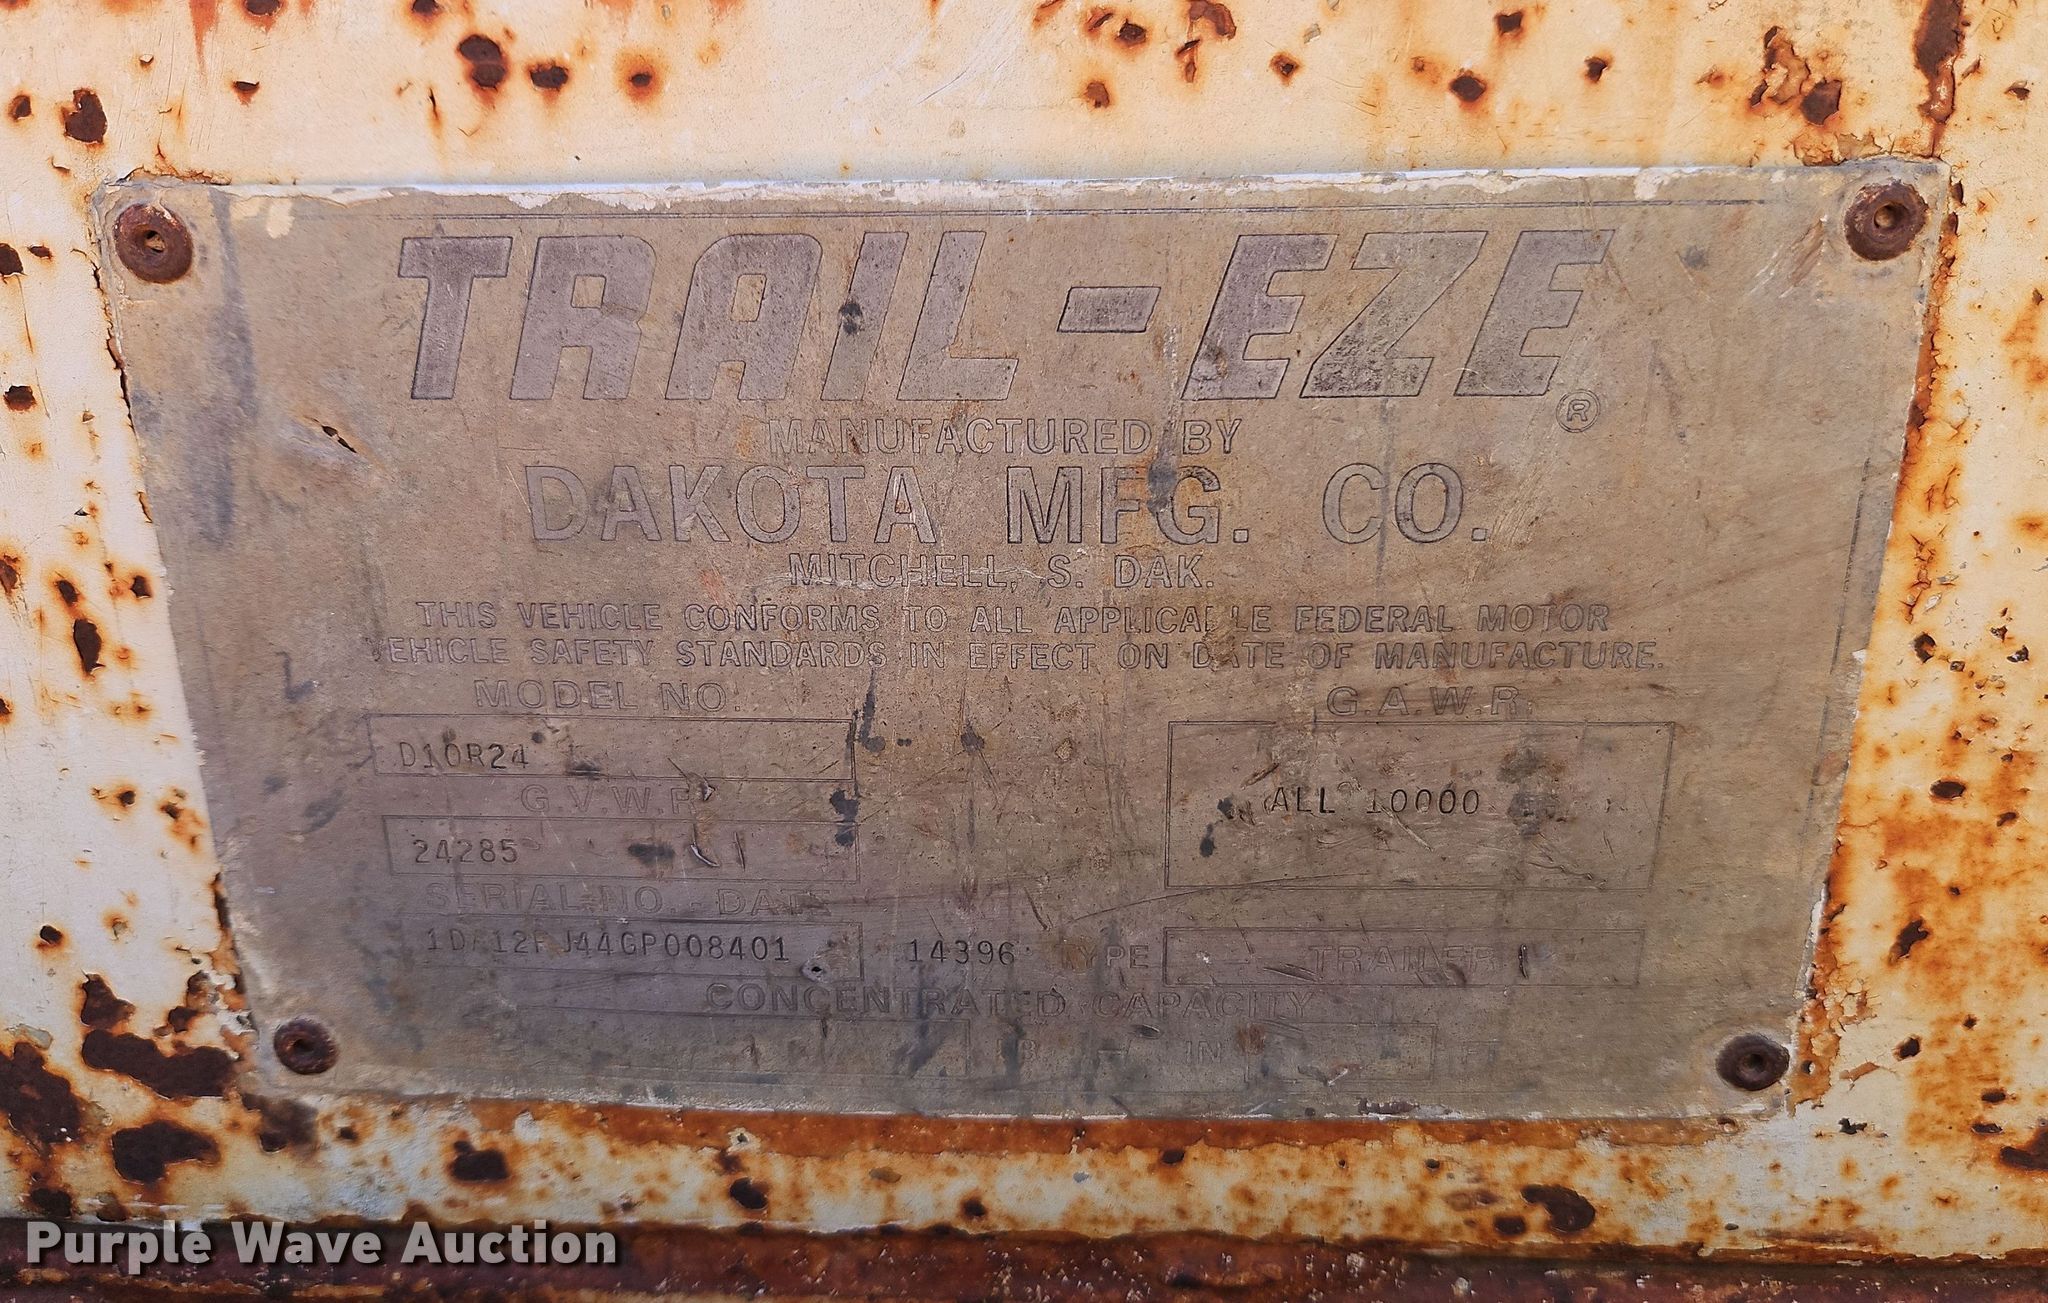 TRAIL-EZE®
MANUFACTURED BY
DAKOTA MFG. CO.
MITCHELL, S. DAK.
THIS VEHICLE CONFORMS TO ALL APPLICABLE FEDERAL MOTOR
VEHICLE SAFETY STANDARDS IN EFFECT ON DATE OF MANUFACTURE.
MODEL NO. G.A.W.R.
D10R24
G.V.W.R
ALL 10000
24285
SERIAL NO. - DATE
14396 TYPE TRAILER
CONCENTRATED CAPACITY
IN FT
Purple Wave Auction